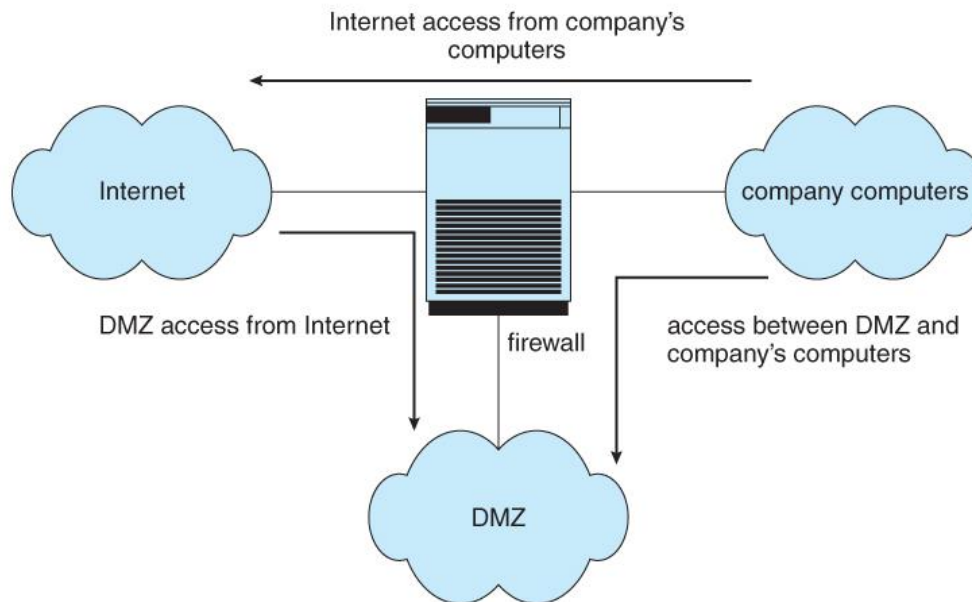 Internet access from company’s
computers
Internet
company computers
DMZ access from Internet
firewall
access between DMZ and
company’s computers
DMZ